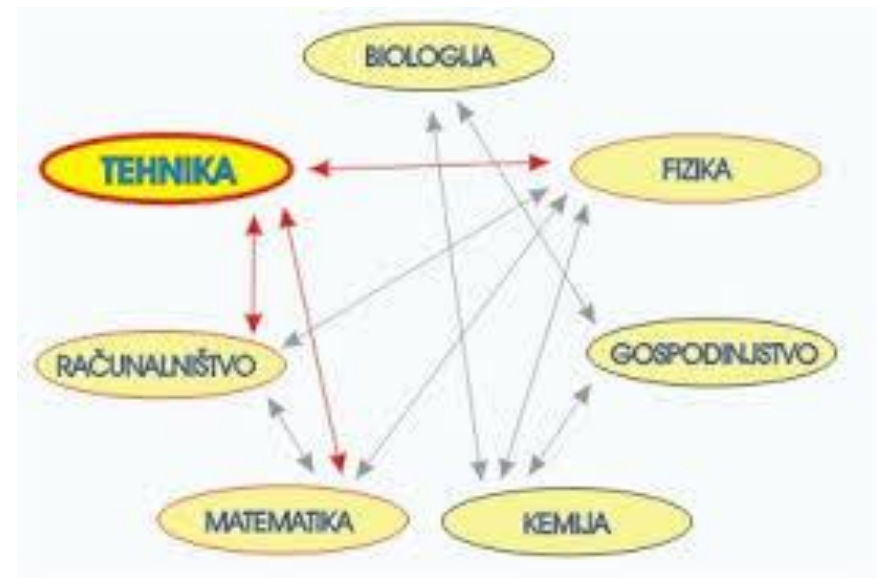 BIOLOGIJA
TEHNIKA
FIZIKA
RAČUNALNIŠTVO
GOSPODINJSTVO
MATEMATIKA
KEMIJA